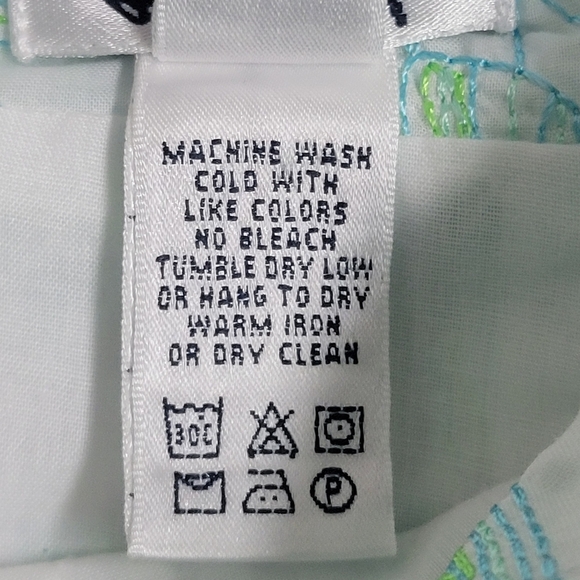 MACHINE WASH
COLD WITH
LIKE COLORS
NO BLEACH
TUMBLE DRY LOW
OR HANG TO DRY
WARM IRON
OR DRY CLEAN
30C
P